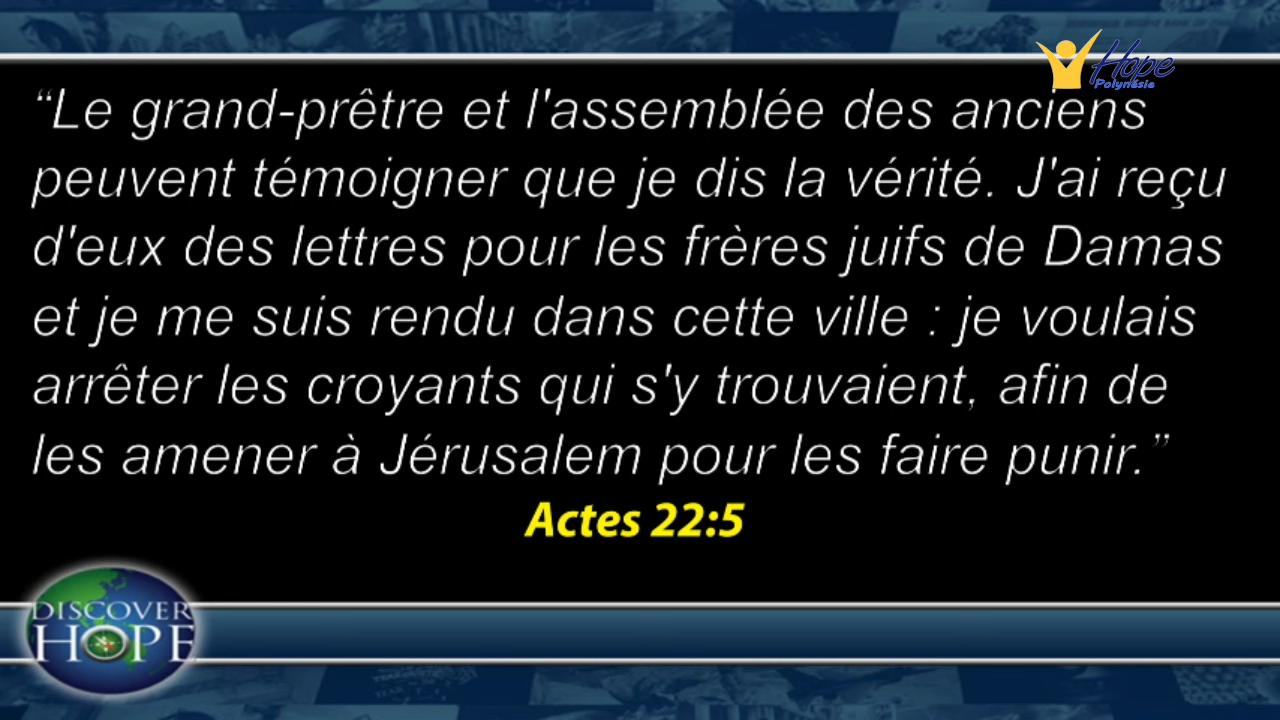 Hope
Polynésie
“Le grand-prêtre et l'assemblée des anciens
peuvent témoigner que je dis la vérité. J'ai reçu
d'eux des lettres pour les frères juifs de Damas
et je me suis rendu dans cette ville : je voulais
arrêter les croyants qui s'y trouvaient, afin de
les amener à Jérusalem pour les faire punir.”
Actes 22:5
DISCOVER
HOPE